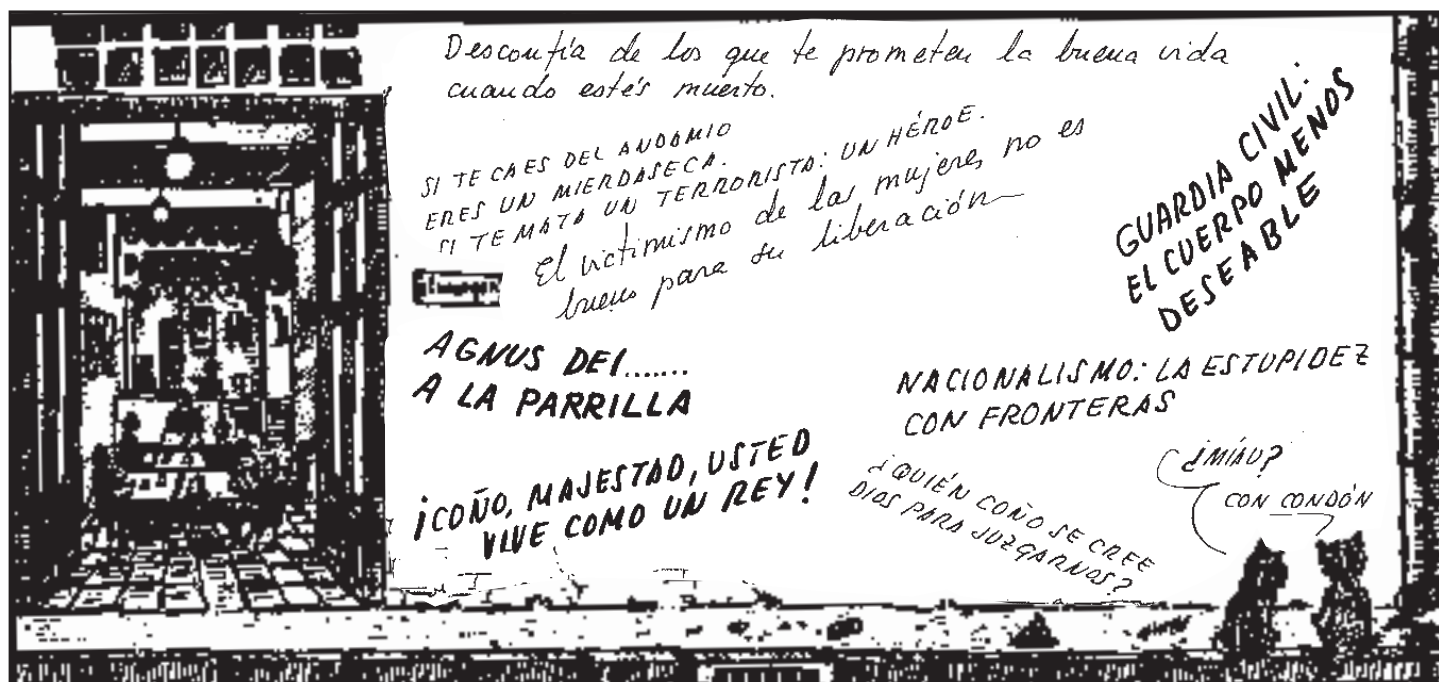 Desconfía de los que te prometen la buena vida
cuando estés muerto.
SI TE CAES DEL ANDAMIO
ERES UN MIERDASECA.
SI TE MATA UN TERRORISTA: UN HÉROE.
El victimismo de las mujeres no es
bueno para su liberación
GUARDIA CIVIL:
EL CUERPO MENOS
DESEABLE
AGNUS DEI.......
A LA PARRILLA
NACIONALISMO: LA ESTUPIDEZ
CON FRONTERAS
¡COÑO, MAJESTAD, USTED
VIVE COMO UN REY!
¿QUIÉN COÑO SE CREE
DIOS PARA JUZGARNOS?
¿MIAU?
CON CONDÓN